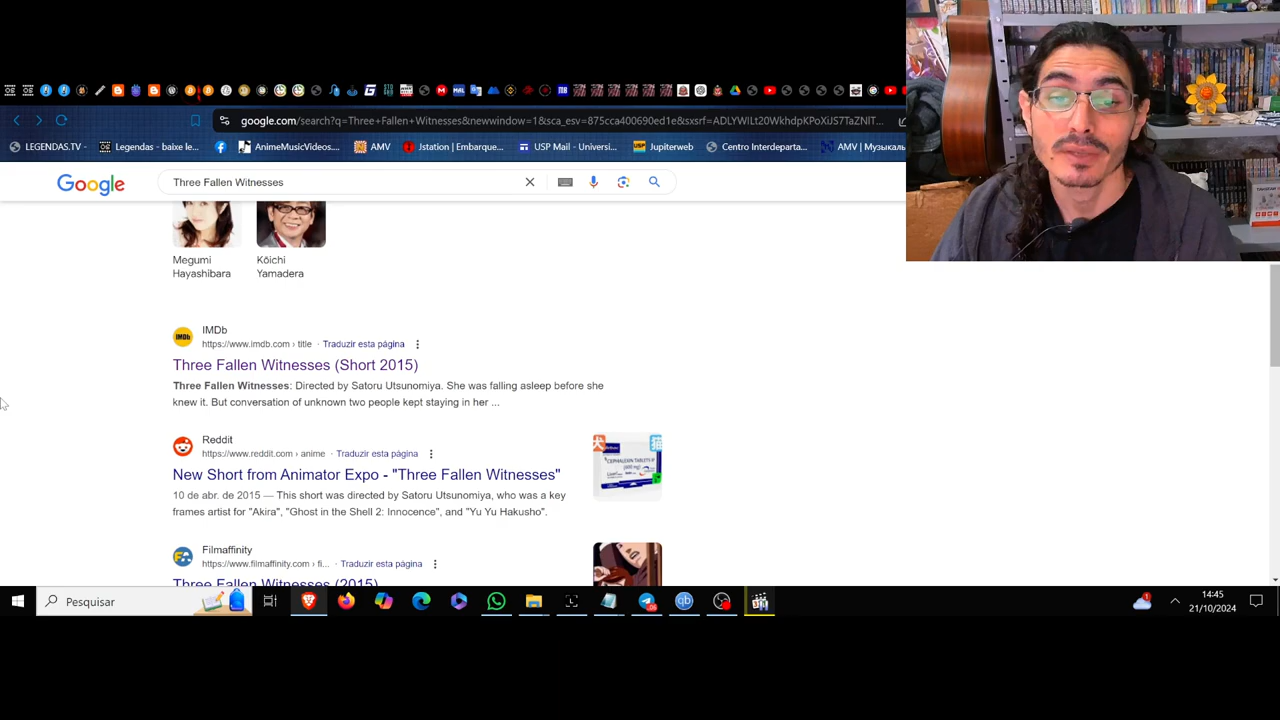 google.com/search?q=Three+Fallen+Witnesses&newwindow=1&sca_esv=875cca400690ed1e&sxsrf=ADLYWILt20WkhdpKPoXiJS7TaZNlT...
LEGENDAS.TV -
Legendas - baixe le...
AnimeMusicVideos...
AMV
Jstation | Embarque...
USP Mail - Universi...
Jupiterweb
Centro Interdeparta...
AMV | Музыкаль
Google
Three Fallen Witnesses
Megumi
Hayashibara
Kōichi
Yamadera
IMDb
https://www.imdb.com › title · Traduzir esta página
Three Fallen Witnesses (Short 2015)
Three Fallen Witnesses: Directed by Satoru Utsunomiya. She was falling asleep before she
knew it. But conversation of unknown two people kept staying in her ...
Reddit
https://www.reddit.com › anime · Traduzir esta página
New Short from Animator Expo - "Three Fallen Witnesses"
10 de abr. de 2015 — This short was directed by Satoru Utsunomiya, who was a key
frames artist for "Akira", "Ghost in the Shell 2: Innocence", and "Yu Yu Hakusho".
犬
猫
CEPHALEXIN TABLETS IP
Filmaffinity
https://www.filmaffinity.com › fi... · Traduzir esta página
Three Fallen Witnesses (2015)
Pesquisar
14:45
21/10/2024